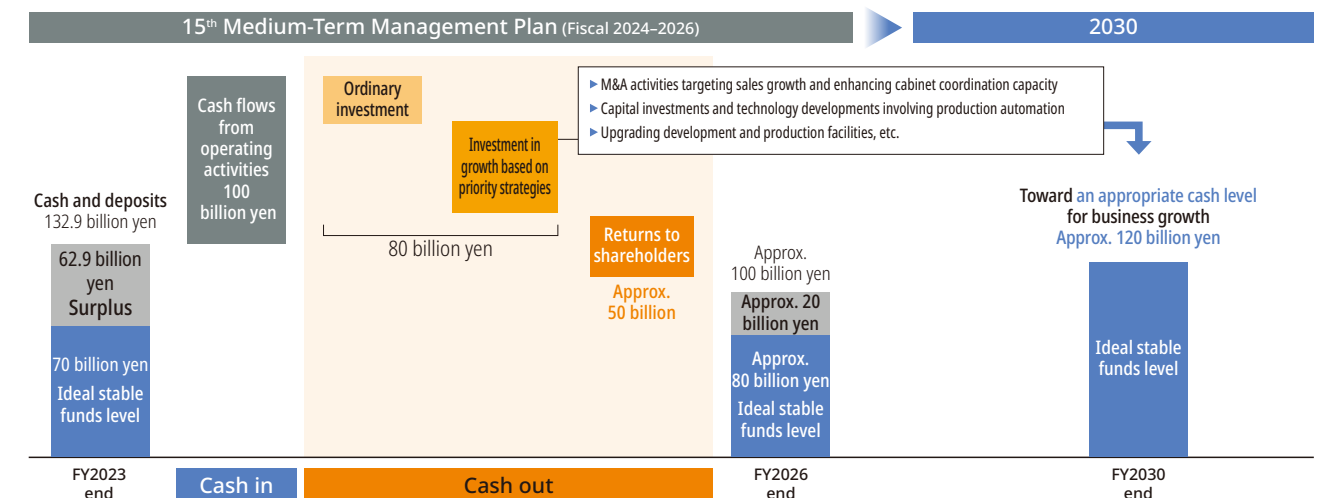 15th Medium-Term Management Plan (Fiscal 2024–2026)
2030
Cash and deposits
132.9 billion yen
62.9 billion
yen
Surplus
70 billion yen
Ideal stable
funds level
FY2023
end
Cash flows
from
operating
activities
100
billion yen
Cash in
Ordinary
investment
Investment in
growth based on
priority strategies
80 billion yen
▶ M&A activities targeting sales growth and enhancing cabinet coordination capacity
▶ Capital investments and technology developments involving production automation
▶ Upgrading development and production facilities, etc.
Returns to
shareholders
Approx.
50 billion
Cash out
Approx.
100 billion yen
Approx. 20
billion yen
Approx.
80 billion yen
Ideal stable
funds level
FY2026
end
Toward an appropriate cash level
for business growth
Approx. 120 billion yen
Ideal stable
funds level
FY2030
end